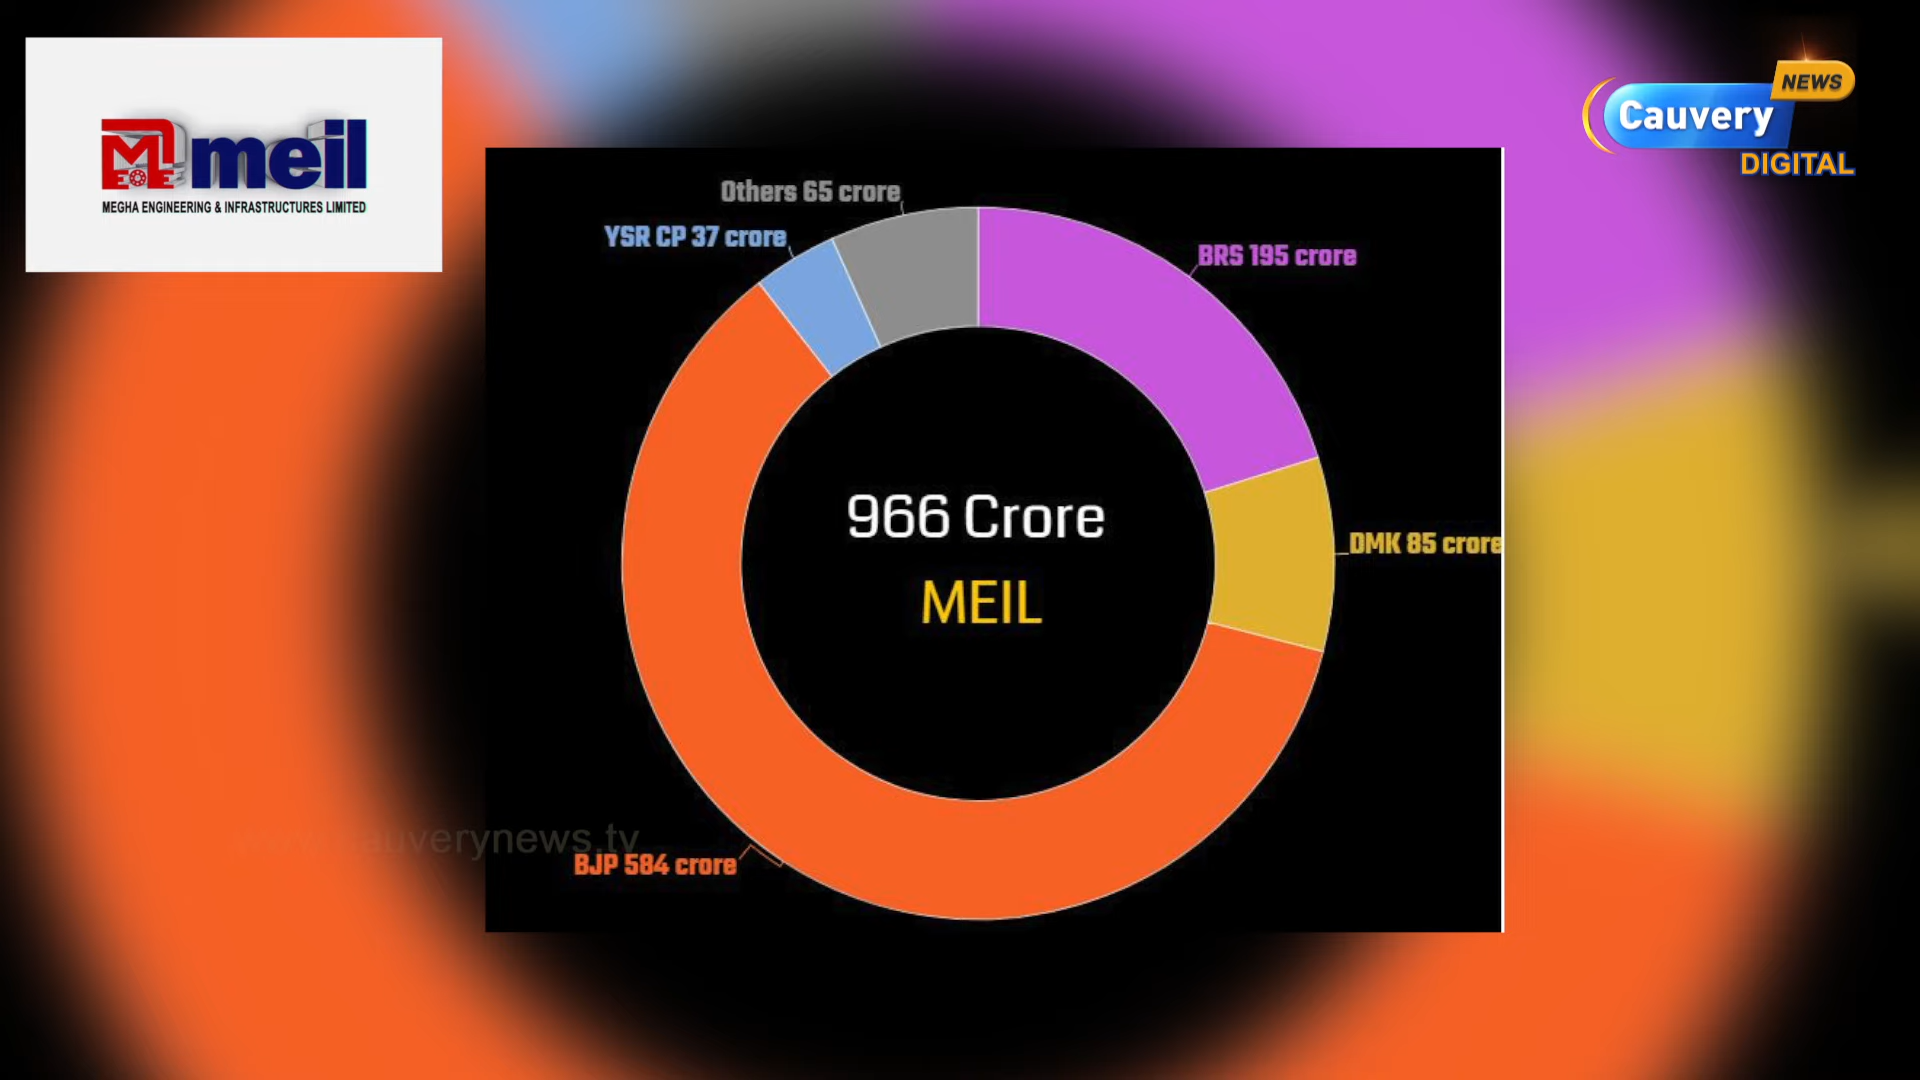 meil
MEGHA ENGINEERING & INFRASTRUCTURES LIMITED
Cauvery
NEWS
DIGITAL
Others 65 crore
YSR CP 37 crore
BRS 195 crore
966 Crore
MEIL
DMK 85 crore
BJP 584 crore
www.cauverynews.tv